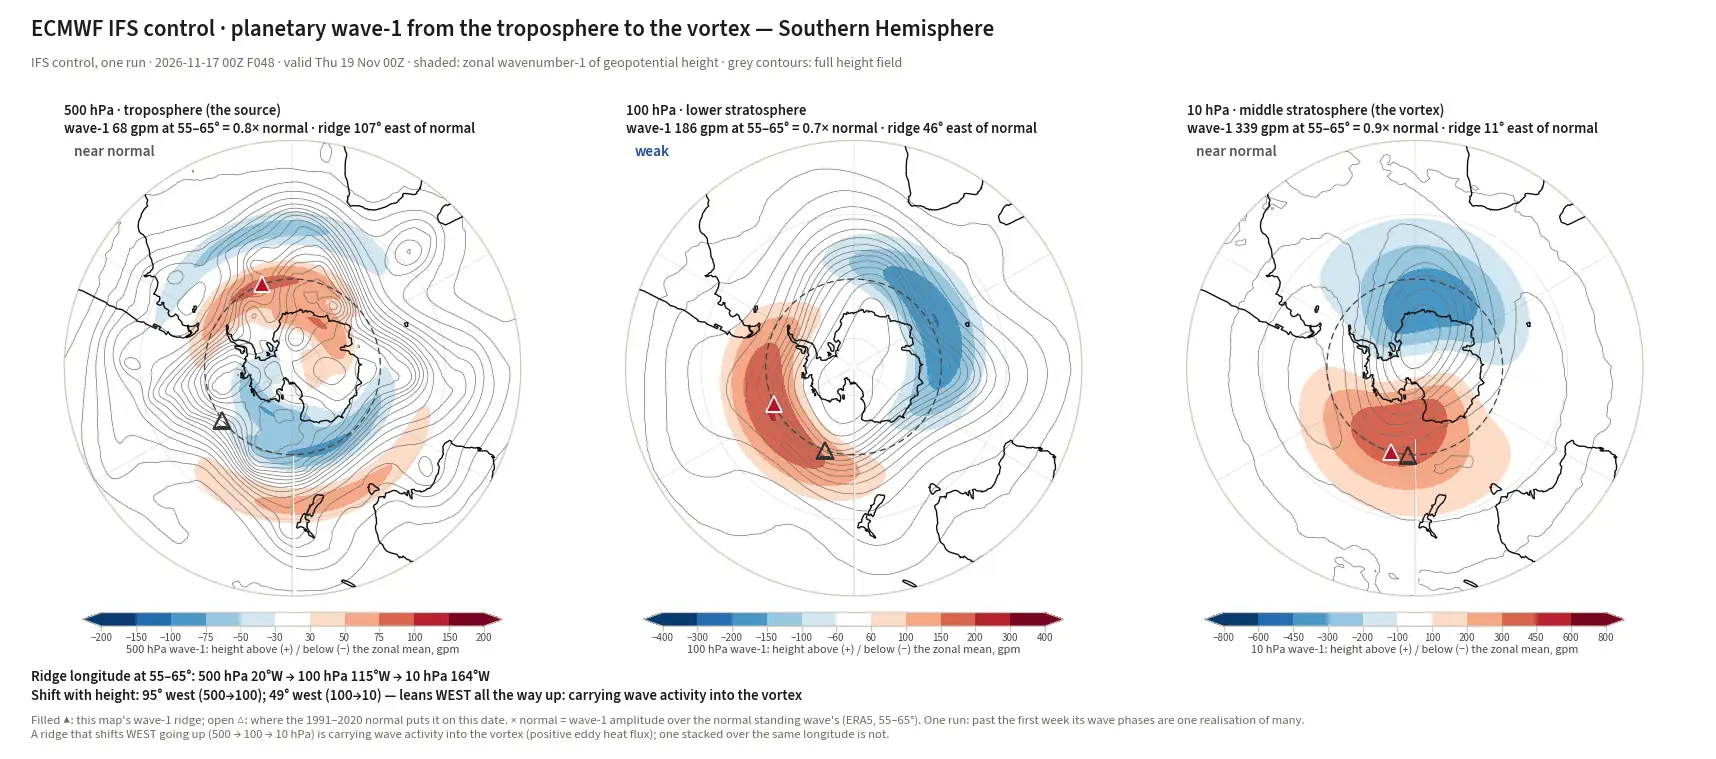 ECMWF IFS control · planetary wave-1 from the troposphere to the vortex — Southern Hemisphere
IFS control, one run · 2026-11-17 00Z F048 · valid Thu 19 Nov 00Z · shaded: zonal wavenumber-1 of geopotential height · grey contours: full height field
500 hPa · troposphere (the source)
wave-1 68 gpm at 55–65° = 0.8× normal · ridge 107° east of normal
near normal
100 hPa · lower stratosphere
wave-1 186 gpm at 55–65° = 0.7× normal · ridge 46° east of normal
weak
10 hPa · middle stratosphere (the vortex)
wave-1 339 gpm at 55–65° = 0.9× normal · ridge 11° east of normal
near normal
−200 −150 −100 −75 −50 −30 30 50 75 100 150 200
500 hPa wave-1: height above (+) / below (−) the zonal mean, gpm
−400 −300 −200 −150 −100 −60 60 100 150 200 300 400
100 hPa wave-1: height above (+) / below (−) the zonal mean, gpm
−800 −600 −450 −300 −200 −100 100 200 300 450 600 800
10 hPa wave-1: height above (+) / below (−) the zonal mean, gpm
Ridge longitude at 55–65°: 500 hPa 20°W → 100 hPa 115°W → 10 hPa 164°W
Shift with height: 95° west (500→100); 49° west (100→10) — leans WEST all the way up: carrying wave activity into the vortex
Filled ▲: this map's wave-1 ridge; open △: where the 1991–2020 normal puts it on this date. × normal = wave-1 amplitude over the normal standing wave's (ERA5, 55–65°). One run: past the first week its wave phases are one realisation of many.
A ridge that shifts WEST going up (500 → 100 → 10 hPa) is carrying wave activity into the vortex (positive eddy heat flux); one stacked over the same longitude is not.